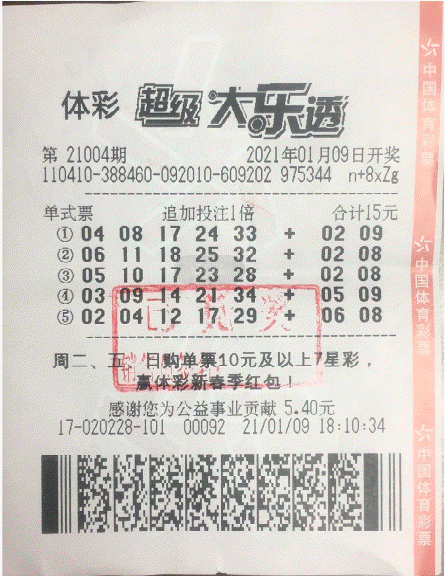 体彩 超级大乐透
第 21004期 2021年01月09日开奖
110410-388460-092010-609202 975344 n+8xZg
单式票 追加投注1倍 合计15元
① 04 08 17 24 33 + 02 09
② 06 11 18 25 32 + 02 08
③ 05 10 17 23 28 + 02 08
④ 03 09 14 21 34 + 05 09
⑤ 02 04 12 17 29 + 06 08
已兑奖
周二、五、日购单票10元及以上7星彩，
赢体彩新春季红包！
感谢您为公益事业贡献 5.40元
17-020228-101 00092 21/01/09 18:10:34
中国体育彩票
中国体育彩票
中国体育彩票